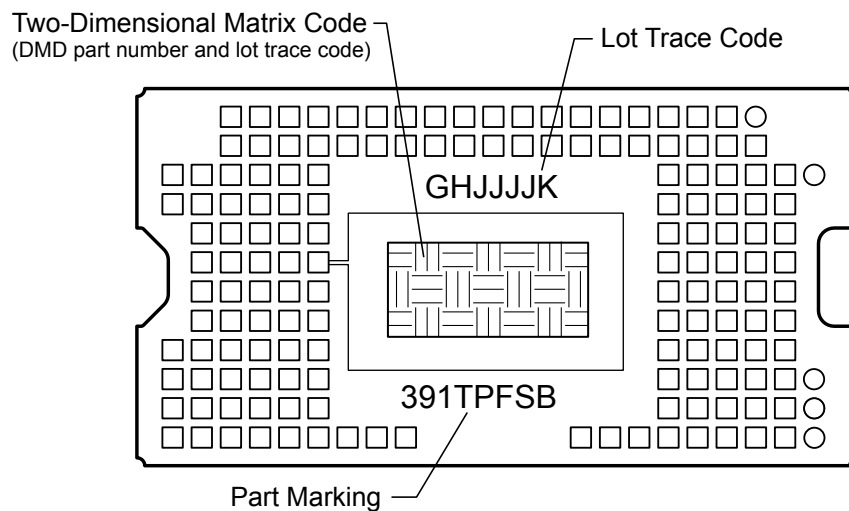 Two-Dimensional Matrix Code
(DMD part number and lot trace code)
Lot Trace Code
GHJJJJK
391TPFSB
Part Marking